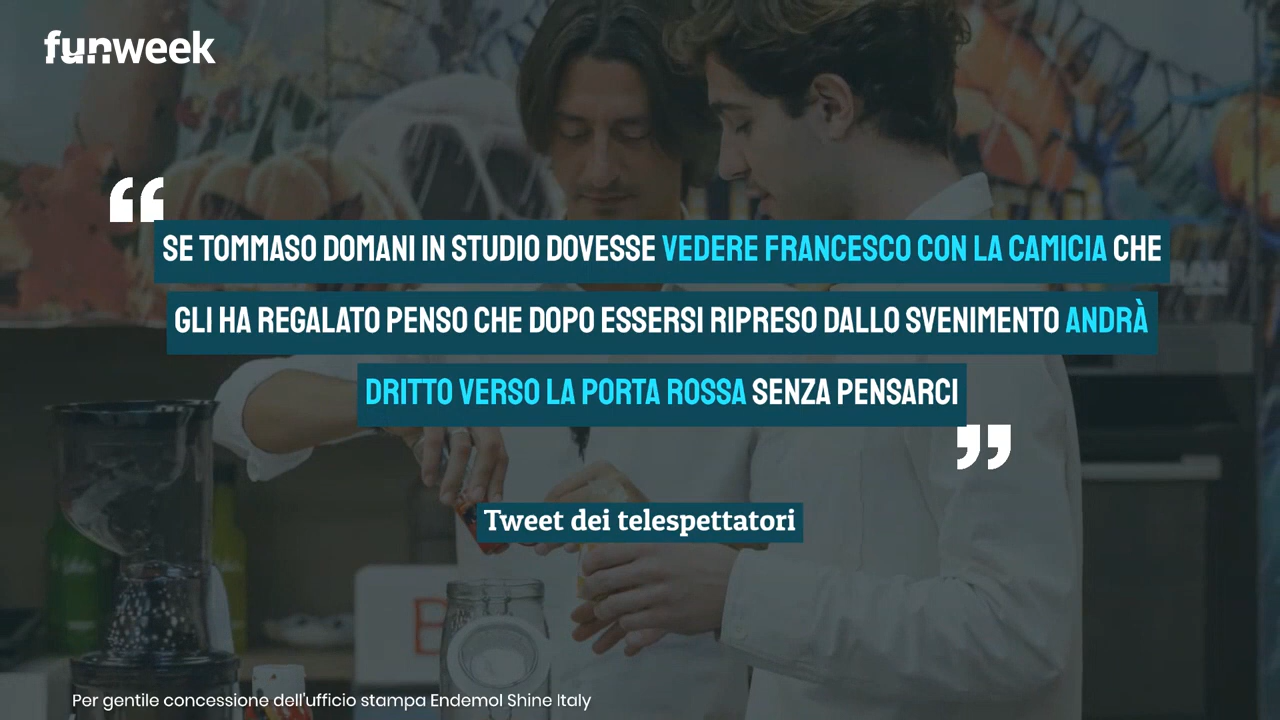 funweek
“
SE TOMMASO DOMANI IN STUDIO DOVESSE VEDERE FRANCESCO CON LA CAMICIA CHE
GLI HA REGALATO PENSO CHE DOPO ESSERSI RIPRESO DALLO SVENIMENTO ANDRÀ
DRITTO VERSO LA PORTA ROSSA SENZA PENSARCI
”
Tweet dei telespettatori
Per gentile concessione dell'ufficio stampa Endemol Shine Italy